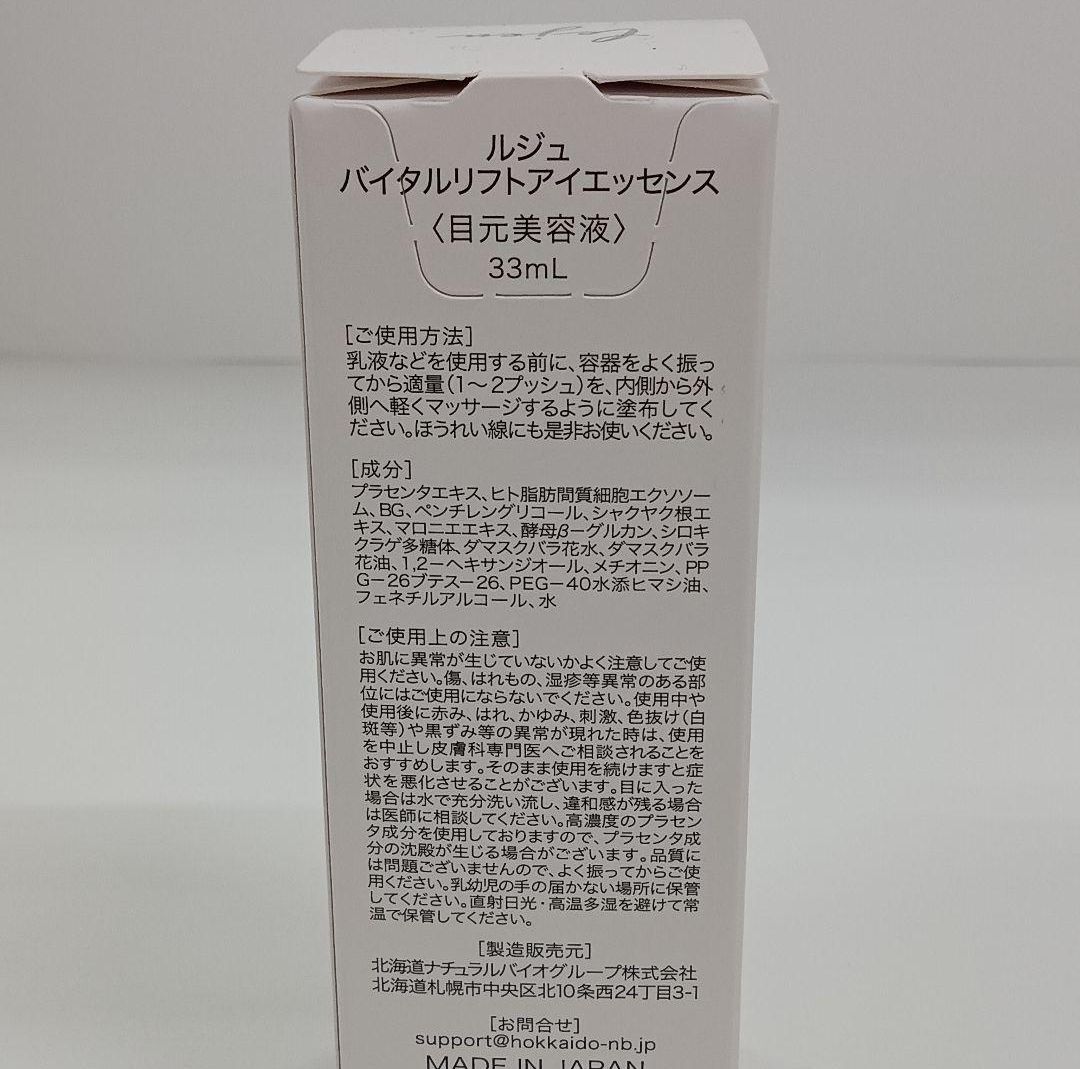 ルジュ
バイタルリフトアイエッセンス
〈目元美容液〉
33mL
［ご使用方法］
乳液などを使用する前に、容器をよく振っ
てから適量（1〜2プッシュ）を、内側から外
側へ軽くマッサージするように塗布してく
ださい。ほうれい線にも是非お使いください。
［成分］
プラセンタエキス、ヒト脂肪間質細胞エクソソー
ム、BG、ペンチレングリコール、シャクヤク根エ
キス、マロニエエキス、酵母β－グルカン、シロキ
クラゲ多糖体、ダマスクバラ花水、ダマスクバラ
花油、1,2－ヘキサンジオール、メチオニン、PP
G－26ブテス－26、PEG－40水添ヒマシ油、
フェネチルアルコール、水
［ご使用上の注意］
お肌に異常が生じていないかよく注意してご使
用ください。傷、はれもの、湿疹等異常のある部
位にはご使用にならないでください。使用中や
使用後に赤み、はれ、かゆみ、刺激、色抜け（白
斑等）や黒ずみ等の異常が現れた時は、使用
を中止し皮膚科専門医へご相談されることを
おすすめします。そのまま使用を続けますと症
状を悪化させることがございます。目に入った
場合は水で充分洗い流し、違和感が残る場合
は医師に相談してください。高濃度のプラセン
タ成分を使用しておりますので、プラセンタ成
分の沈殿が生じる場合がございます。品質に
は問題ございませんので、よく振ってからご使
用ください。乳幼児の手の届かない場所に保管
してください。直射日光・高温多湿を避けて常
温で保管してください。
［製造販売元］
北海道ナチュラルバイオグループ株式会社
北海道札幌市中央区北10条西24丁目3-1
［お問合せ］
support@hokkaido-nb.jp
MADE IN JAPAN